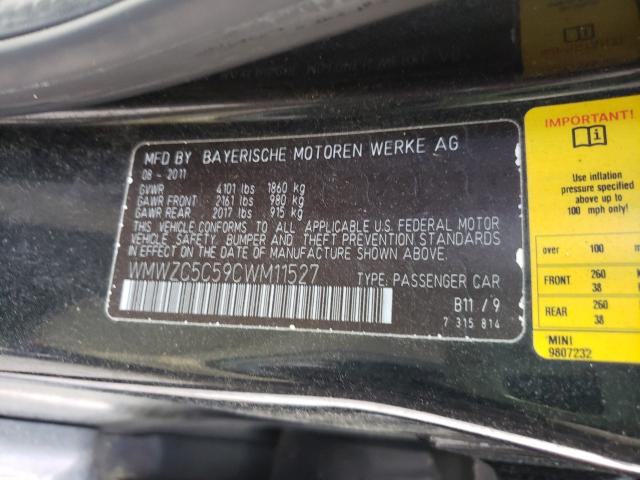 MFD BY BAYERISCHE MOTOREN WERKE AG
08 - 2011
GVWR 4101 lbs 1860 kg
GAWR FRONT 2161 lbs 980 kg
GAWR REAR 2017 lbs 915 kg
THIS VEHICLE CONFORMS TO ALL APPLICABLE U.S. FEDERAL MOTOR
VEHICLE SAFETY, BUMPER AND THEFT PREVENTION STANDARDS
IN EFFECT ON THE DATE OF MANUFACTURE SHOWN ABOVE.
WMWZC5C59CWM11527
TYPE: PASSENGER CAR
B11 / 9
7 315 814
IMPORTANT!
i
Use inflation
pressure specified
above only up to
100 mph only!
over 100
FRONT 260
38
REAR 260
38
MINI
9807232